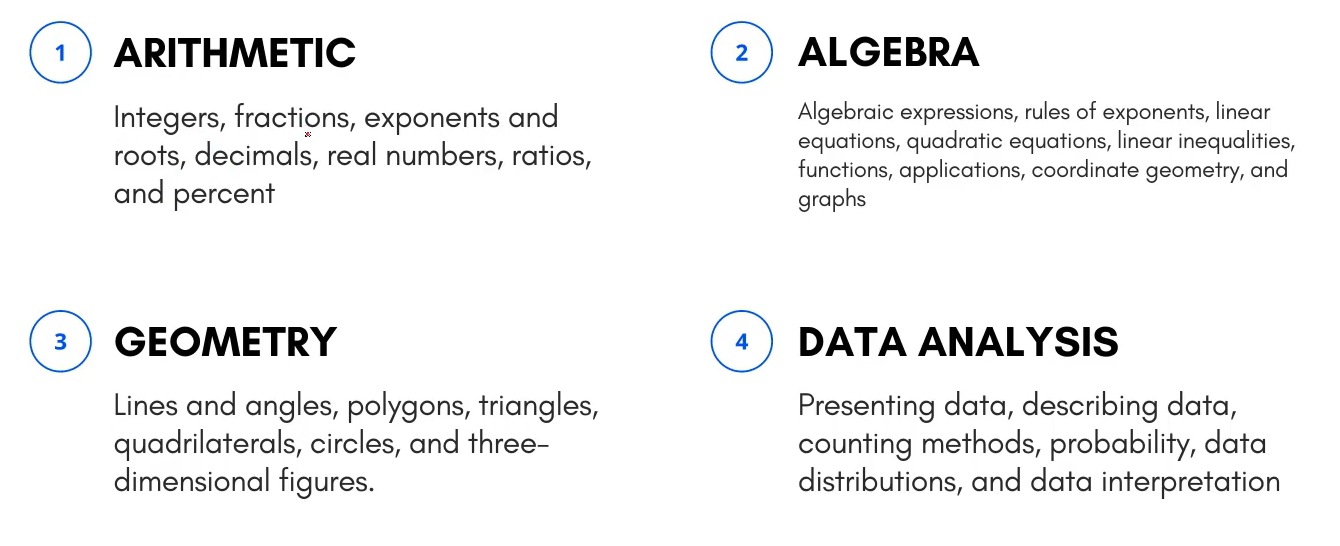 1 ARITHMETIC
Integers, fractions, exponents and
roots, decimals, real numbers, ratios,
and percent
2 ALGEBRA
Algebraic expressions, rules of exponents, linear
equations, quadratic equations, linear inequalities,
functions, applications, coordinate geometry, and
graphs
3 GEOMETRY
Lines and angles, polygons, triangles,
quadrilaterals, circles, and three-
dimensional figures.
4 DATA ANALYSIS
Presenting data, describing data,
counting methods, probability, data
distributions, and data interpretation